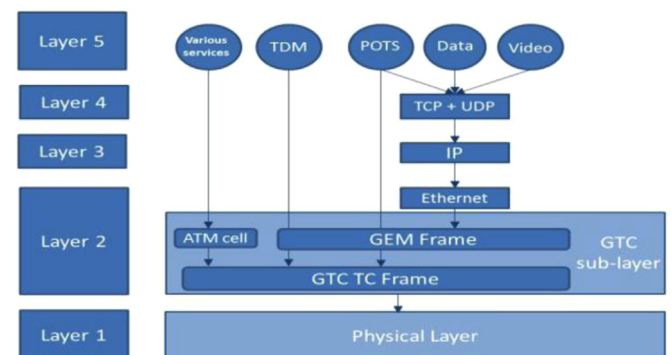 Layer 5
Various
services
TDM
POTS
Data
Video
Layer 4
TCP + UDP
Layer 3
IP
Ethernet
Layer 2
ATM cell
GEM Frame
GTC
sub-layer
GTC TC Frame
Layer 1
Physical Layer